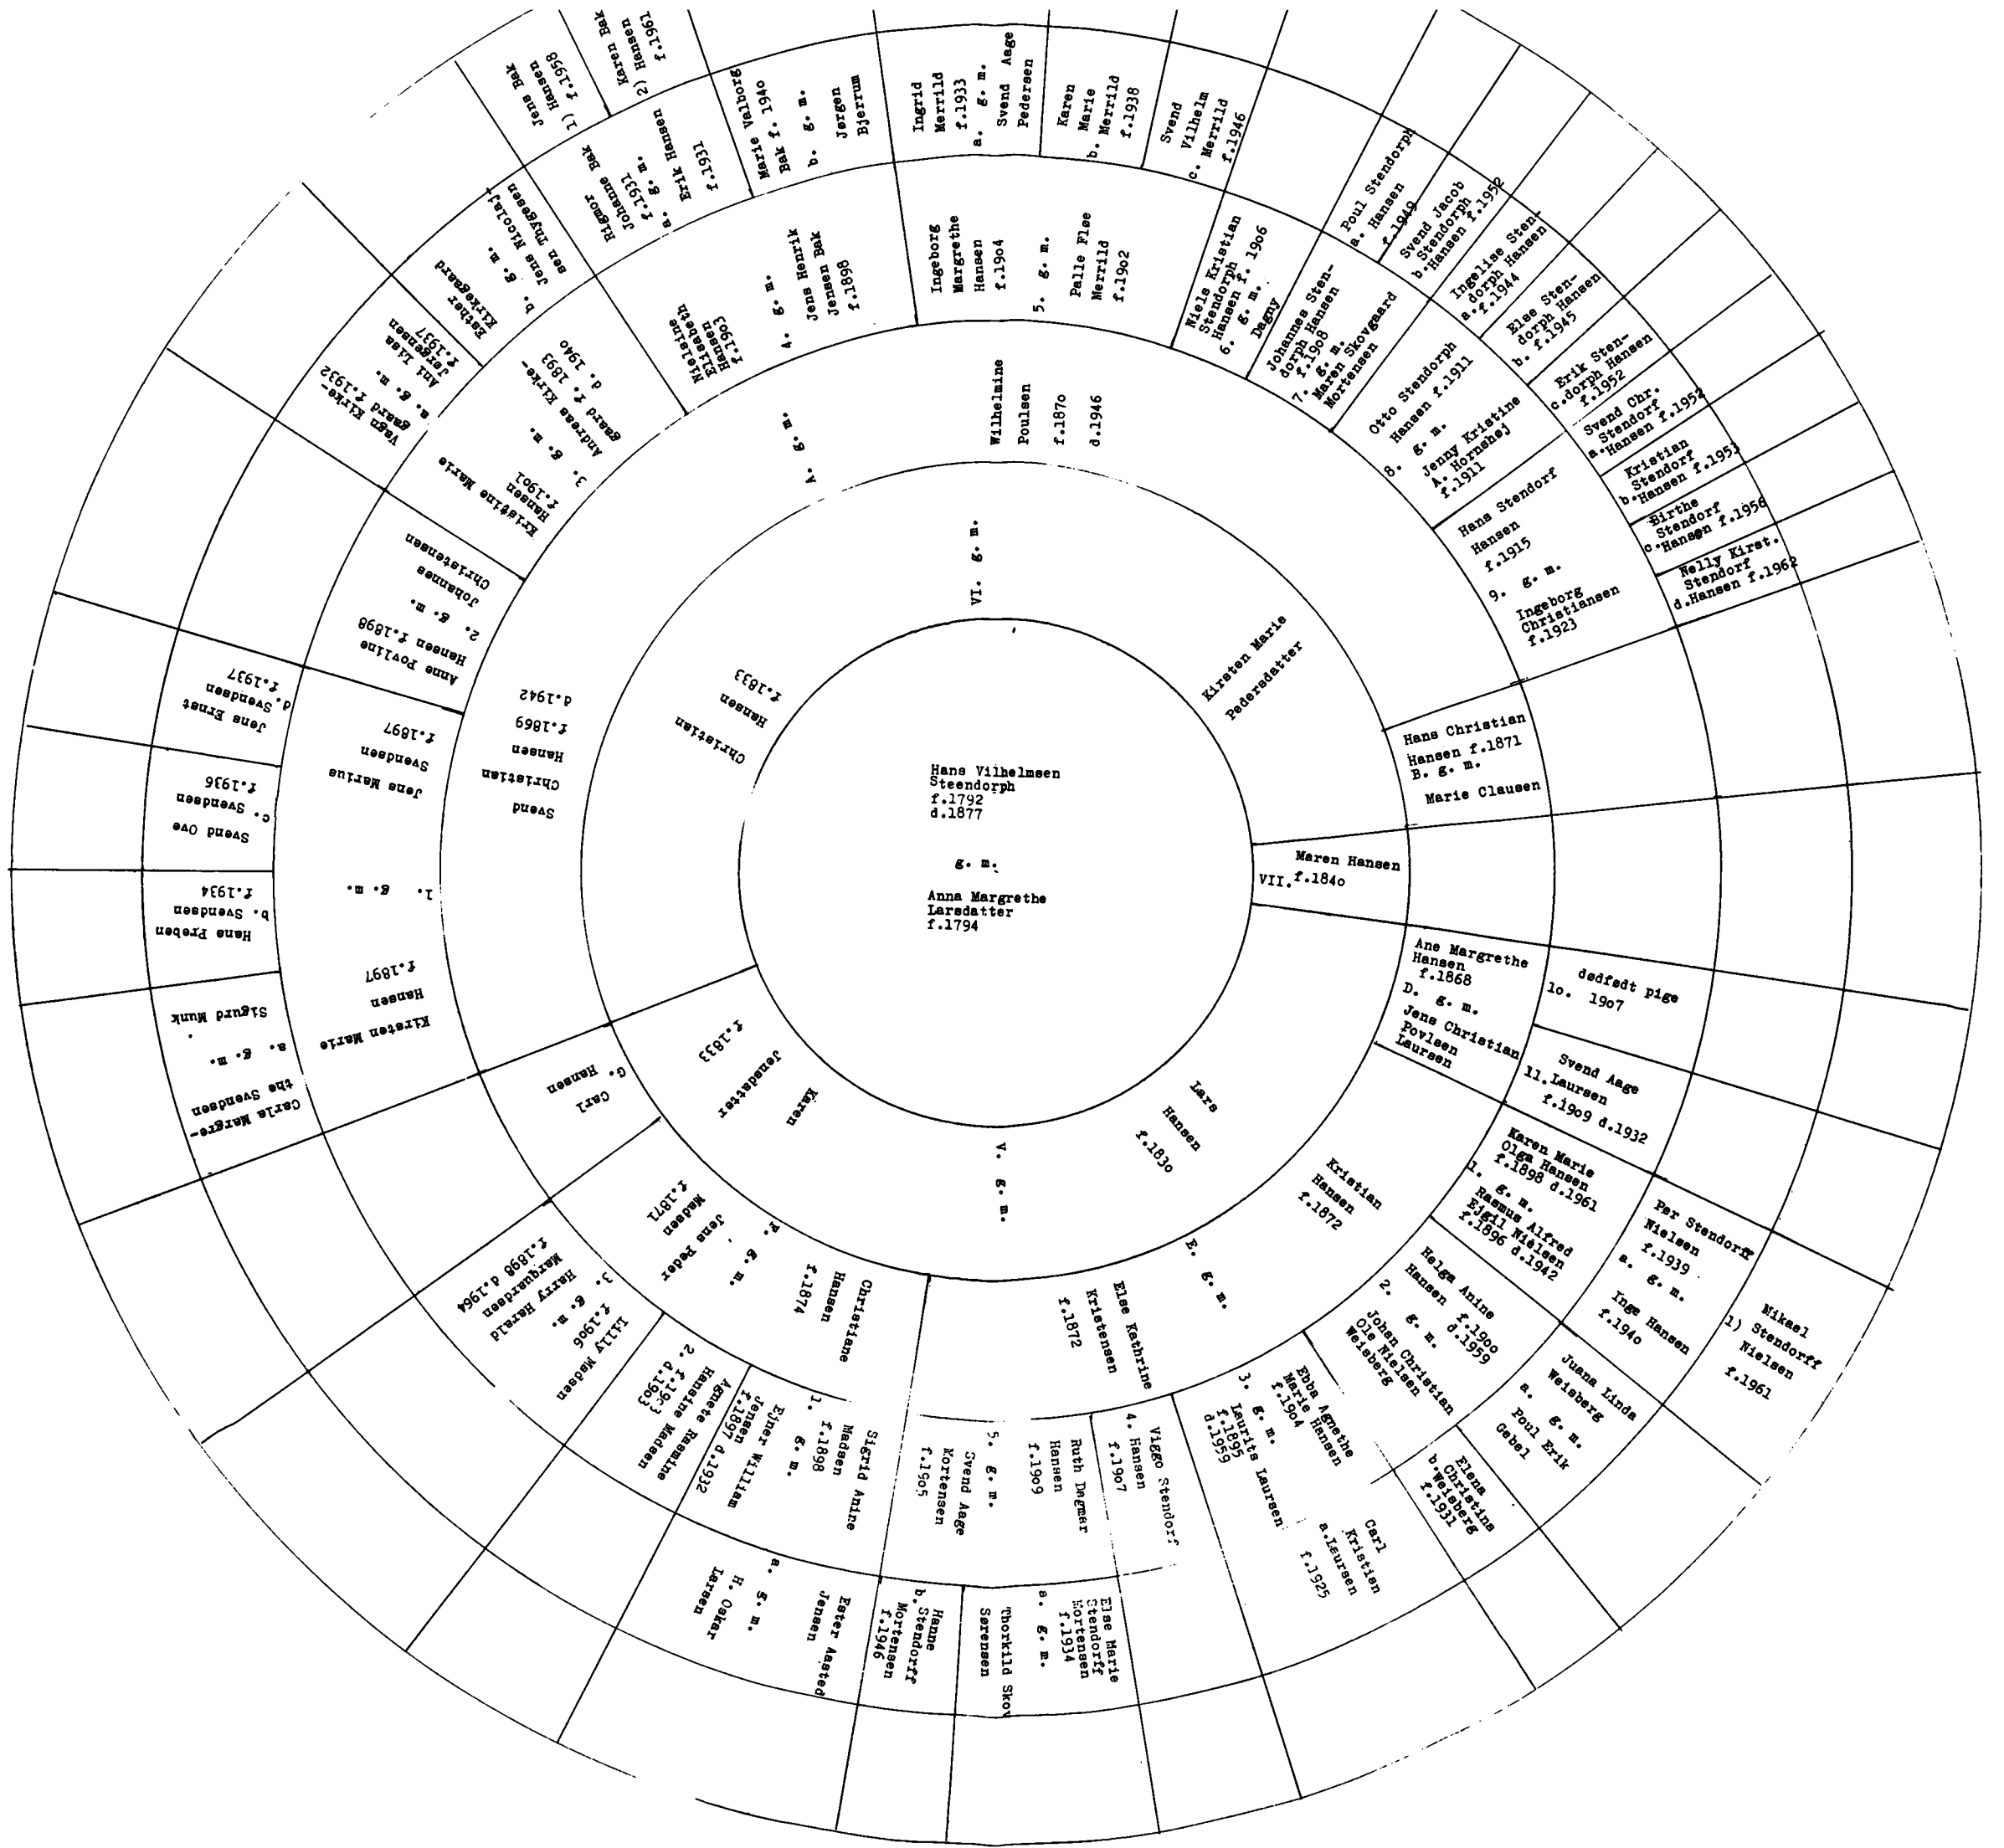 Hans Vilhelmsen
Steendorph
f.1792
d.1877
g. m.
Anna Margrethe
Larsdatter
f.1794
Christian
Hansen
f.1833
VI. g. m.
Kirsten Marie
Pedersdatter
Maren Hansen
VII. f.1840
Lars
Hansen
f.1830
V. g. m.
Karen
Jensdatter
f.1833
Svend
Christian
Hansen
f.1869
d.1942
A. g. m.
Wilhelmine
Poulsen
f.1870
d.1946
Hans Christian
Hansen f.1871
B. g. m.
Marie Clausen
Ane Margrethe
Hansen
f.1868
D. g. m.
Jens Christian
Povlsen
Laursen
Kristian
Hansen
f.1872
E. g. m.
Else Kathrine
Kristensen
f.1872
Christiane
Hansen
f.1874
F. g. m.
Jens Peder
Madsen
f.1871
Carl
G. Hansen
Kirsten Marie
Hansen
f.1897
1. g. m.
Jens Marius
Svendsen
f.1897
Anne Povline
Hansen f.1898
2. g. m.
Johannes
Christensen
Kristine Marie
Hansen
f.1901
3. g. m.
Andreas Kirke-
gaard f. 1893
d. 1940
Nielsine
Elisabeth
Hansen
f.1903
4. g. m.
Jens Henrik
Jensen Bak
f.1898
Ingeborg
Margrethe
Hansen
f.1904
5. g. m.
Palle Fløe
Merrild
f.1902
Niels Kristian
Stendorph
Hansen f. 1906
6. g. m.
Dagny
Johannes Sten-
dorph Hansen
f.1908
7. g. m.
Maren Skovgaard
Mortensen
Otto Stendorph
Hansen f.1911
8. g. m.
Jenny Kristine
A. Hornshøj
f.1911
Hans Stendorf
Hansen
f.1915
9. g. m.
Ingeborg
Christiansen
f.1923
dødfødt pige
10. 1907
Svend Aage
11. Laursen
f.1909 d.1932
Karen Marie
Olga Hansen
f.1898 d.1961
1. g. m.
Rasmus Alfred
Ejgil Nielsen
f.1896 d.1942
Helga Anine
Hansen f.1900
d.1959
2. g. m.
Johan Christian
Ole Nielsen
Weisberg
Ebba Agnethe
Marie Hansen
f.1904
3. g. m.
Laurits Laursen
f.1895
d.1959
Viggo Stendorf
4. Hansen
f.1907
Ruth Dagmar
Hansen
f.1909
5. g. m.
Svend Aage
Mortensen
f.1905
Sigrid Anine
Madsen
f.1898
1. g. m.
Ejner William
Jensen
f.1897 d.1932
Agnete Rasmine
Hansine Madsen
2. f.1903
d.1903
Lilly Madsen
f.1906
3. g. m.
Harry Harald
Marquardsen
f.1898 d.1964
Carla Margre-
the Svendsen
a. g. m.
Sigurd Munk
Hans Preben
b. Svendsen
f.1934
Svend Ove
c. Svendsen
f.1936
Jens Ernst
d. Svendsen
f.1937
Vagn Kirke-
gaard f.1932
a. g. m.
Ani Lisa
Jørgensen
f.1937
Esther
Kirkegaard
b. g. m.
Jens Nicolaj-
sen Thygesen
Rigmor
Johanne Bak
f.1931
a. g. m.
Erik Hansen
f.1931
Marie Valborg
Bak f. 1940
b. g. m.
Jørgen
Bjerrum
Ingrid
Merrild
f.1933
a. g. m.
Svend Aage
Pedersen
Karen
Marie
b. Merrild
f.1938
Svend
Vilhelm
c. Merrild
f.1946
Poul Stendorph
a. Hansen
f.1949
Svend Jacob
Stendorph
b. Hansen f.1952
Ingelise Sten-
dorph Hansen
a. f.1944
Else Sten-
dorph Hansen
b. f.1945
Erik Sten-
c. dorph Hansen
f.1952
Svend Chr.
Stendorf
a. Hansen f.1952
Kristian
Stendorf
b. Hansen f.1953
Birthe
Stendorf
c. Hansen f.1956
Nelly Kirst.
Stendorf
d. Hansen f.1962
Per Stendorff
Nielsen
f.1939
a. g. m.
Inge Hansen
f.1940
Juana Linda
Weisberg
a. g. m.
Poul Erik
Gebel
Elena
Christina
b. Weisberg
f.1931
Carl
Kristian
a. Laursen
f.1925
Else Marie
Stendorff
Mortensen
f.1934
a. g. m.
Thorkild Skov
Sørensen
Hanne
b. Stendorff
Mortensen
f.1946
Ester Aasted
Jensen
a. g. m.
H. Oskar
Larsen
Jens Bak
1) Hansen
f.1958
Karen Bak
2) Hansen
f.1961
Mikael
1) Stendorff
Nielsen
f.1961